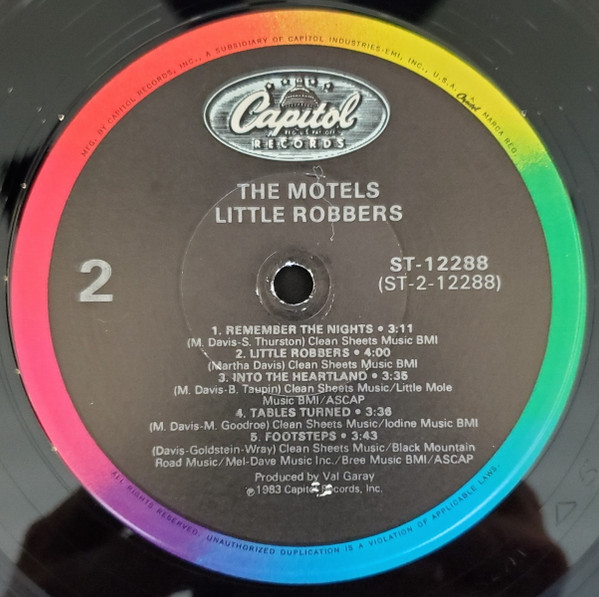 MFG. BY CAPITOL RECORDS, INC., A SUBSIDIARY OF CAPITOL INDUSTRIES-EMI, INC., U.S.A. Capitol MARCA REG.
Capitol
RECORDS
THE MOTELS
LITTLE ROBBERS
2
ST-12288
(ST-2-12288)
1. REMEMBER THE NIGHTS • 3:11
(M. Davis-S. Thurston) Clean Sheets Music BMI
2. LITTLE ROBBERS • 4:00
(Martha Davis) Clean Sheets Music BMI
3. INTO THE HEARTLAND • 3:35
(M. Davis-B. Taupin) Clean Sheets Music/Little Mole
Music BMI/ASCAP
4. TABLES TURNED • 3:36
(M. Davis-M. Goodroe) Clean Sheets Music/Iodine Music BMI
5. FOOTSTEPS • 3:43
(Davis-Goldstein-Wray) Clean Sheets Music/Black Mountain
Road Music/Mel-Dave Music Inc./Bree Music BMI/ASCAP
Produced by Val Garay
℗1983 Capitol Records, Inc.
ALL RIGHTS RESERVED. UNAUTHORIZED DUPLICATION IS A VIOLATION OF APPLICABLE LAWS.